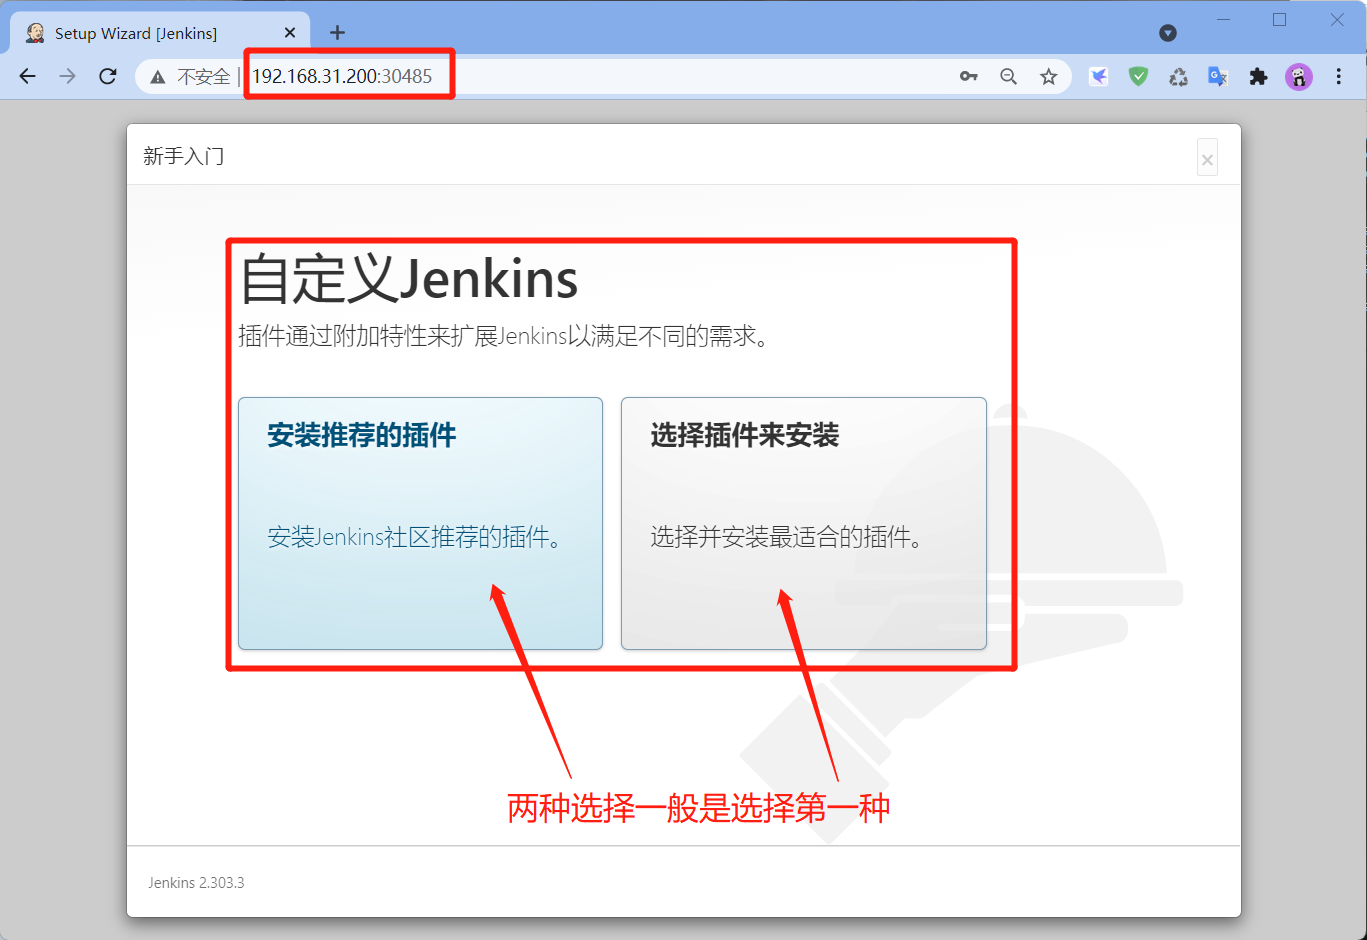 Setup Wizard [Jenkins]
不安全 | 192.168.31.200:30485
新手入门
自定义Jenkins
插件通过附加特性来扩展Jenkins以满足不同的需求。
安装推荐的插件
安装Jenkins社区推荐的插件。
选择插件来安装
选择并安装最适合的插件。
两种选择一般是选择第一种
Jenkins 2.303.3